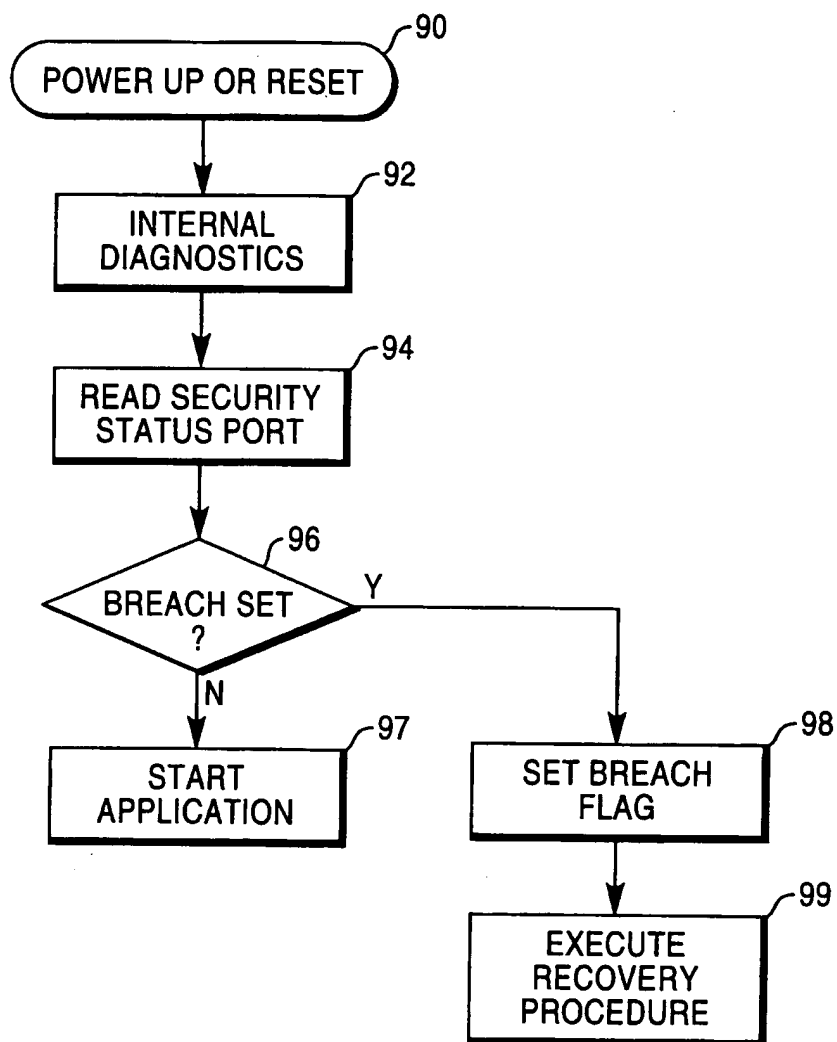 90
POWER UP OR RESET
92
INTERNAL
DIAGNOSTICS
94
READ SECURITY
STATUS PORT
96
BREACH SET
?
Y
N
97
START
APPLICATION
98
SET BREACH
FLAG
99
EXECUTE
RECOVERY
PROCEDURE